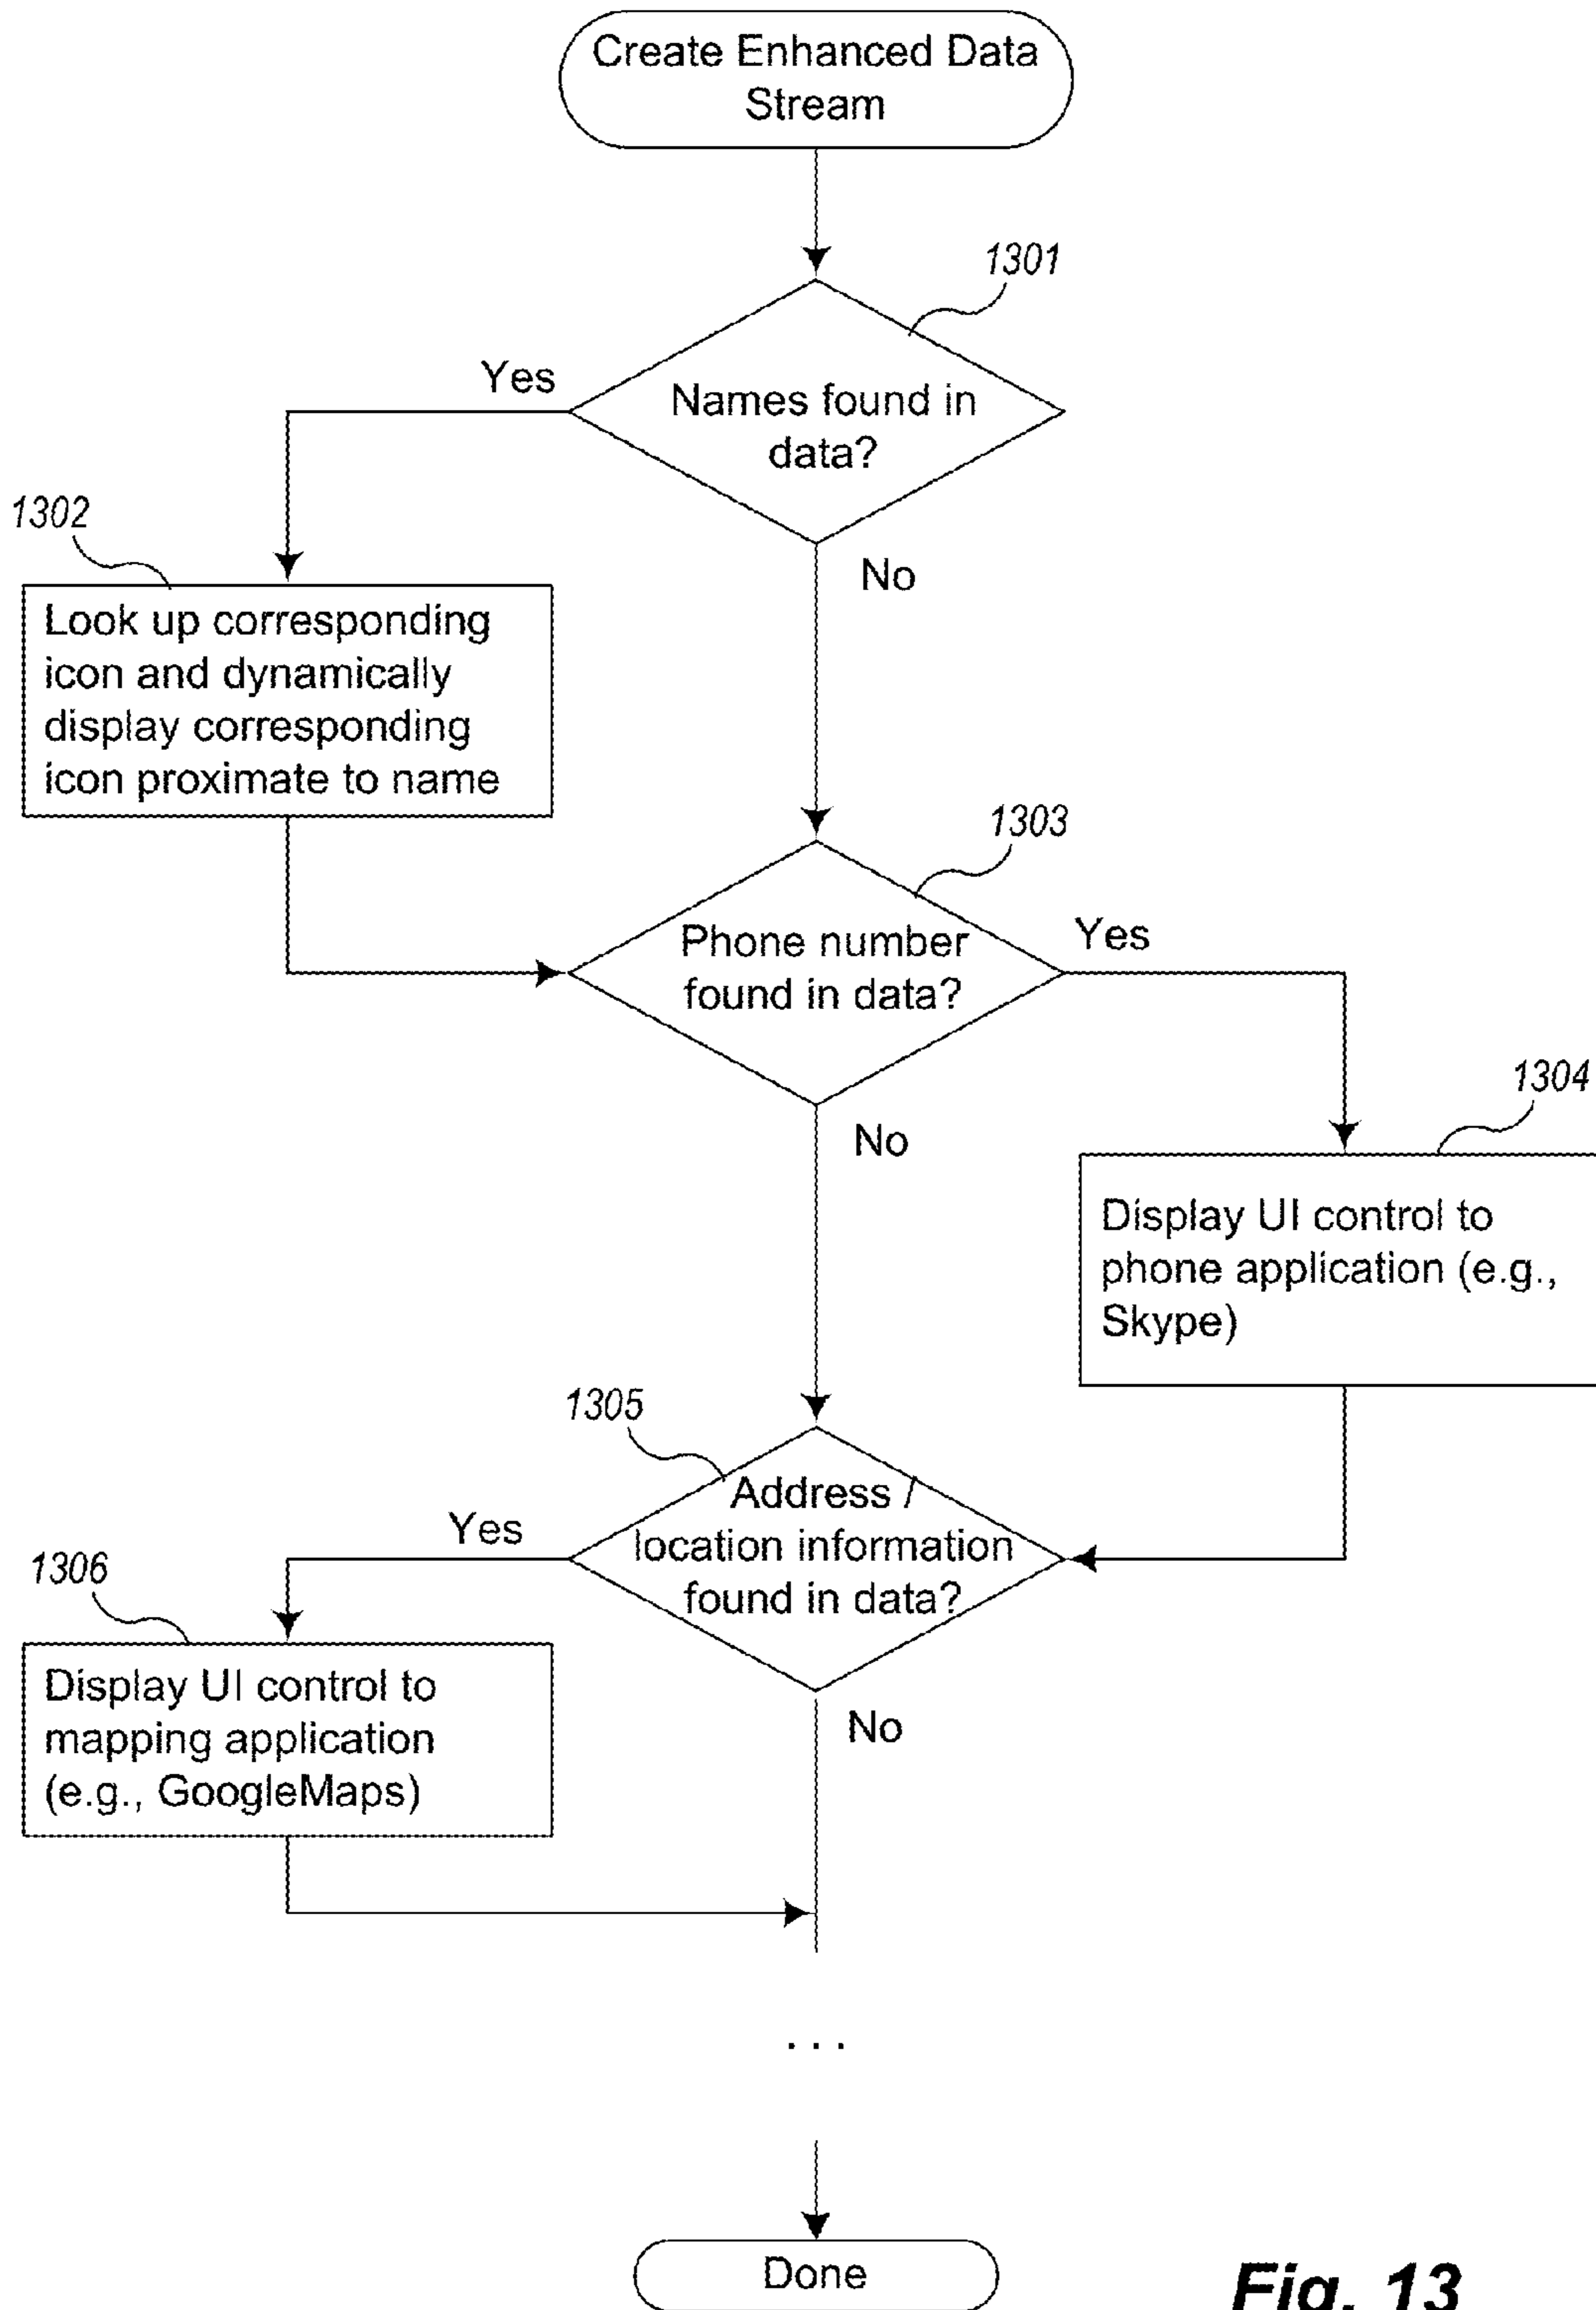 Create Enhanced Data
Stream
1301
Yes
Names found in
data?
1302
No
Look up corresponding
icon and dynamically
display corresponding
icon proximate to name
1303
Phone number
found in data?
Yes
1304
No
Display UI control to
phone application (e.g.,
Skype)
1305
Address /
location information
found in data?
Yes
1306
No
Display UI control to
mapping application
(e.g., GoogleMaps)
...
Done
Fig. 13